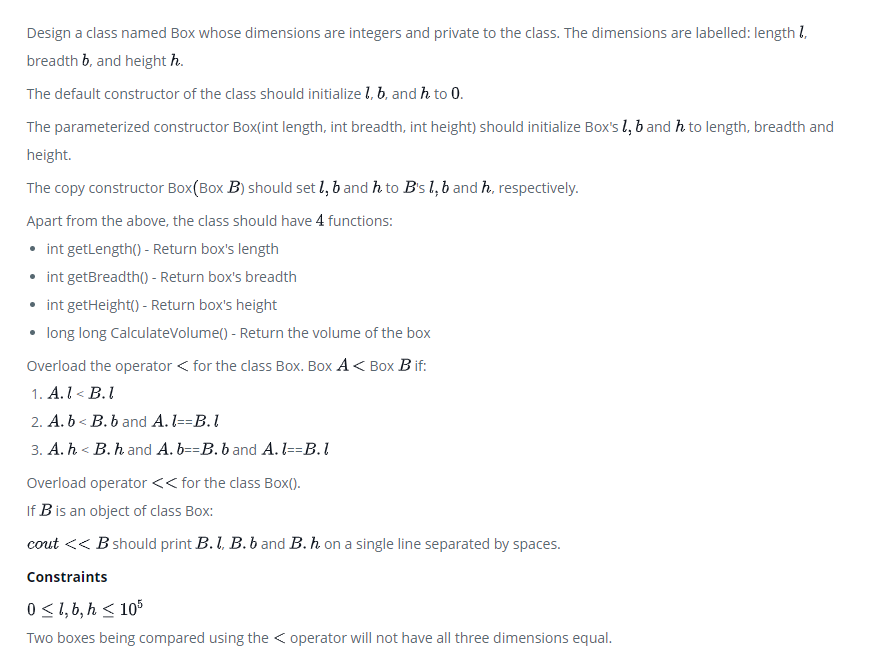 Design a class named Box whose dimensions are integers and private to the class. The dimensions are labelled: length l,
breadth b, and height h.
The default constructor of the class should initialize l, b, and h to 0.
The parameterized constructor Box(int length, int breadth, int height) should initialize Box's l, b and h to length, breadth and
height.
The copy constructor Box(Box B) should set l, b and h to B's l, b and h, respectively.
Apart from the above, the class should have 4 functions:
• int getLength() - Return box's length
• int getBreadth() - Return box's breadth
• int getHeight() - Return box's height
• long long CalculateVolume() - Return the volume of the box
Overload the operator < for the class Box. Box A < Box B if:
1. A.l < B.l
2. A.b < B.b and A.l==B.l
3. A.h < B.h and A.b==B.b and A.l==B.l
Overload operator << for the class Box().
If B is an object of class Box:
cout << B should print B.l, B.b and B.h on a single line separated by spaces.
Constraints
0 ≤ l, b, h ≤ 10⁵
Two boxes being compared using the < operator will not have all three dimensions equal.